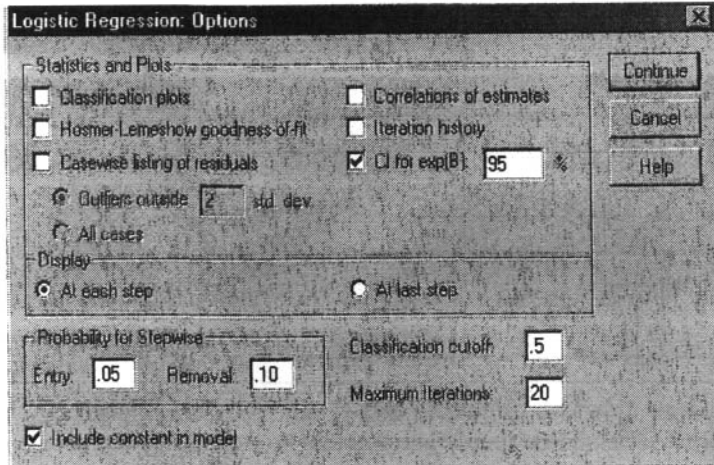 Logistic Regression: Options
Statistics and Plots
Classification plots
Correlations of estimates
Hosmer-Lemeshow goodness-of-fit
Iteration history
Casewise listing of residuals
CI for exp(B): 95 %
Outliers outside 2 std. dev.
All cases
Display
At each step
At last step
Probability for Stepwise
Entry: .05 Removal: .10
Classification cutoff: .5
Maximum Iterations: 20
Include constant in model
Continue
Cancel
Help